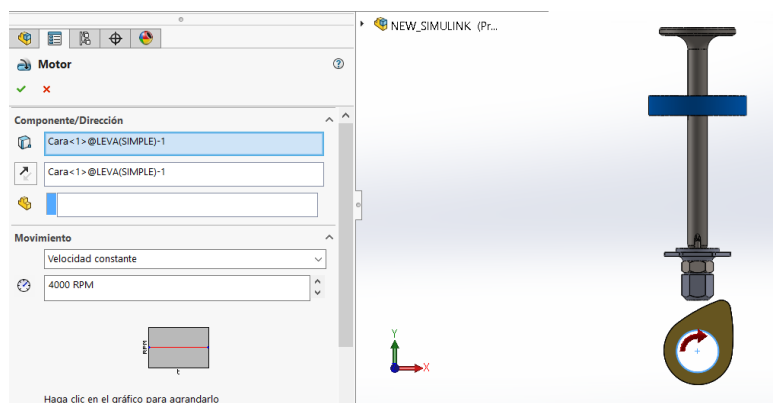 NEW_SIMULINK (Pr...
Motor
Componente/Dirección
Cara<1>@LEVA(SIMPLE)-1
Cara<1>@LEVA(SIMPLE)-1
Movimiento
Velocidad constante
4000 RPM
RPM
t
Haga clic en el gráfico para agrandarlo
Y
X